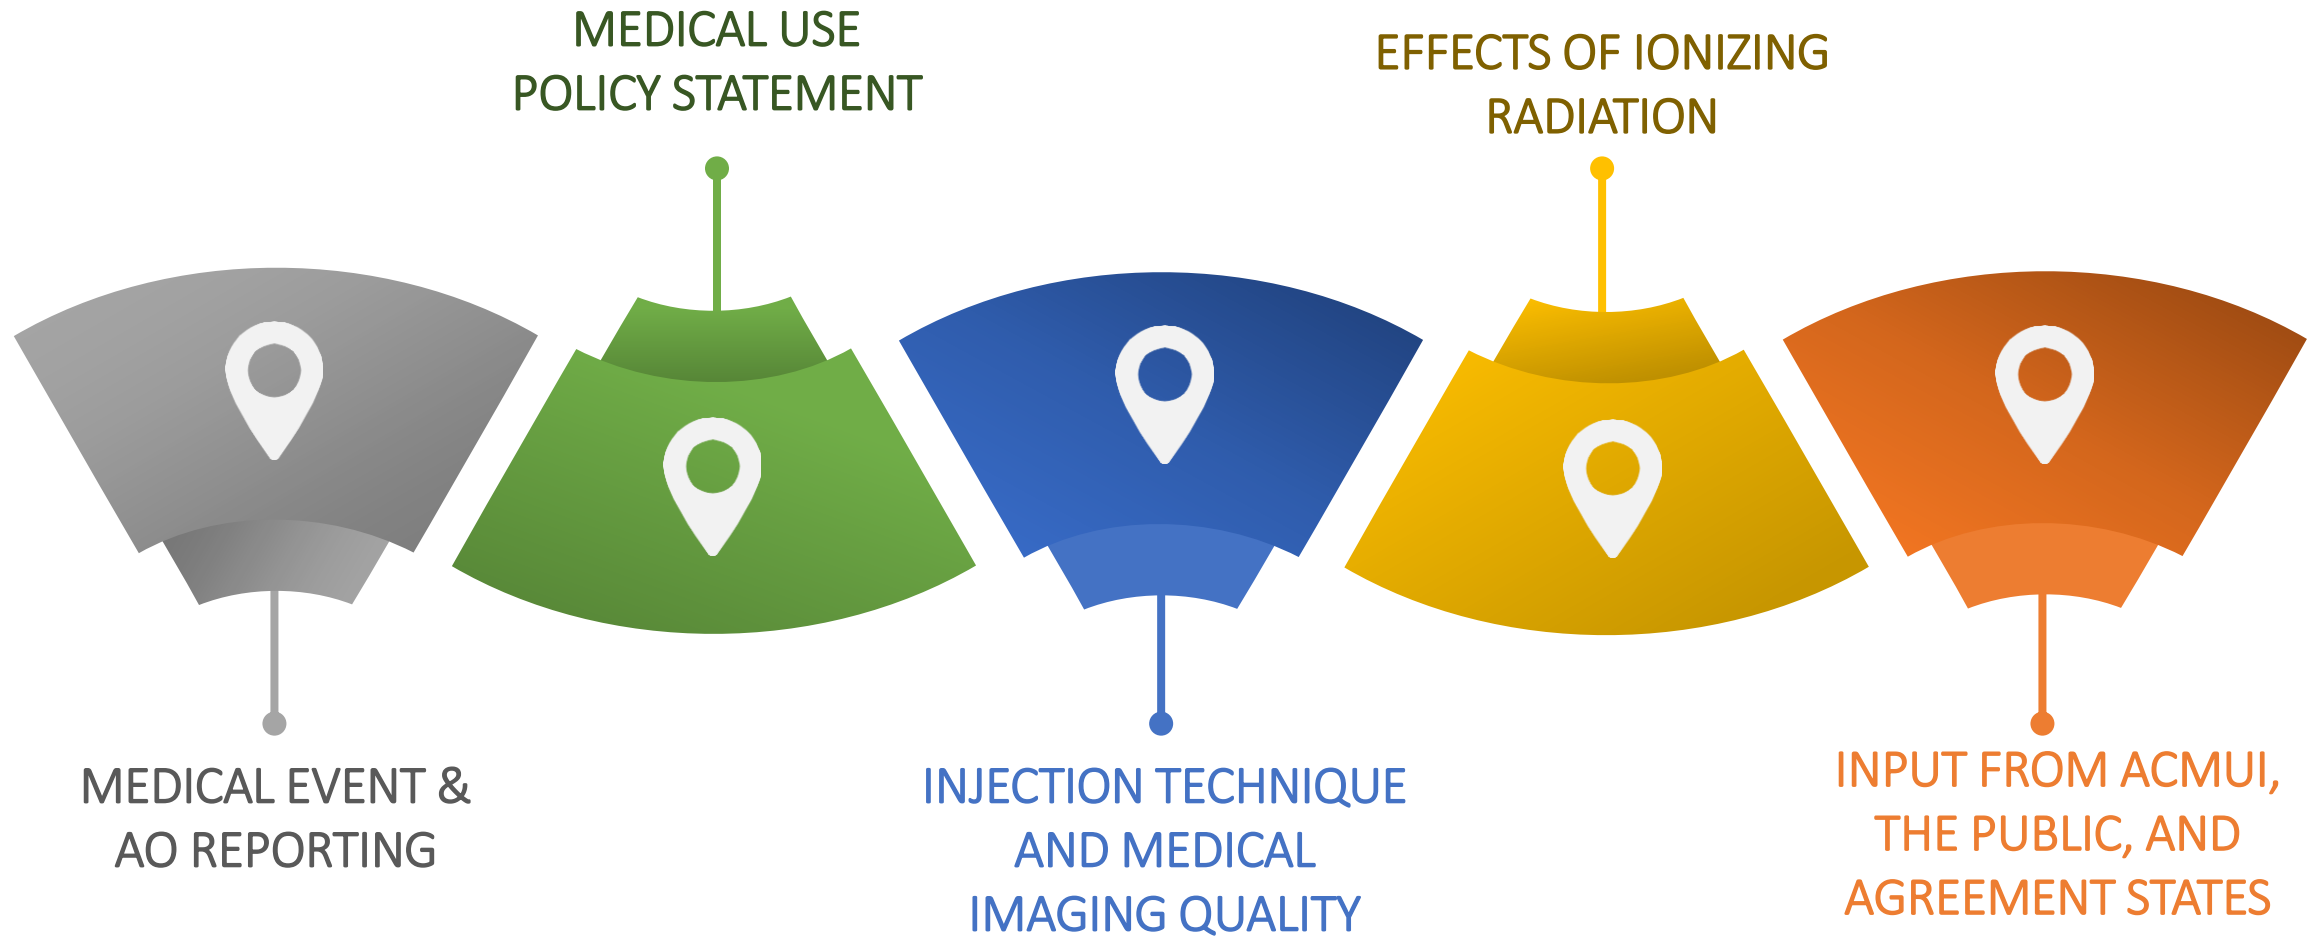 MEDICAL USE
POLICY STATEMENT
EFFECTS OF IONIZING
RADIATION
MEDICAL EVENT &
AO REPORTING
INJECTION TECHNIQUE
AND MEDICAL
IMAGING QUALITY
INPUT FROM ACMUI,
THE PUBLIC, AND
AGREEMENT STATES